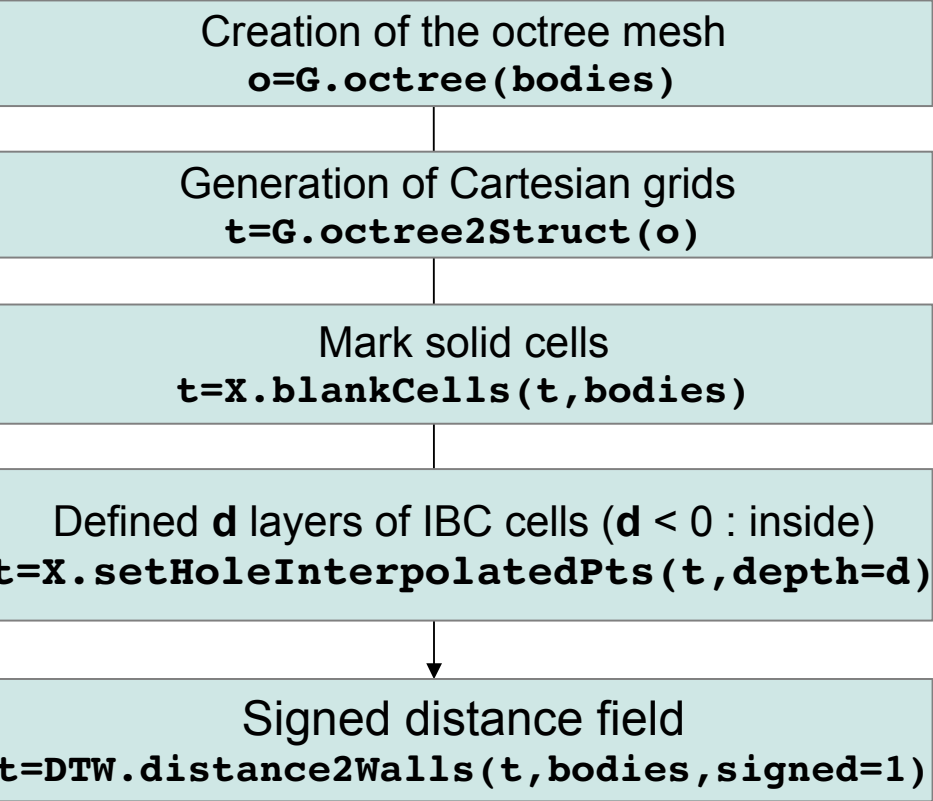 Creation of the octree mesh
o=G.octree(bodies)
Generation of Cartesian grids
t=G.octree2Struct(o)
Mark solid cells
t=X.blankCells(t,bodies)
Defined d layers of IBC cells (d < 0 : inside)
t=X.setHoleInterpolatedPts(t,depth=d)
Signed distance field
t=DTW.distance2Walls(t,bodies,signed=1)